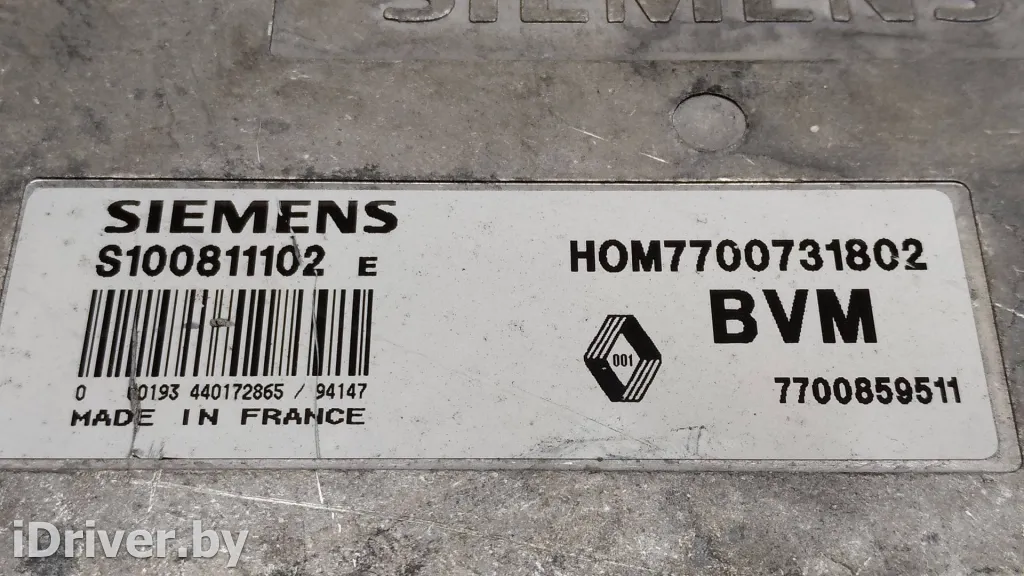 SIEMENS
SIEMENS
S100811102 E
HOM7700731802
BVM
001
0 00193 440172865 / 94147
7700859511
MADE IN FRANCE
iDriver.by